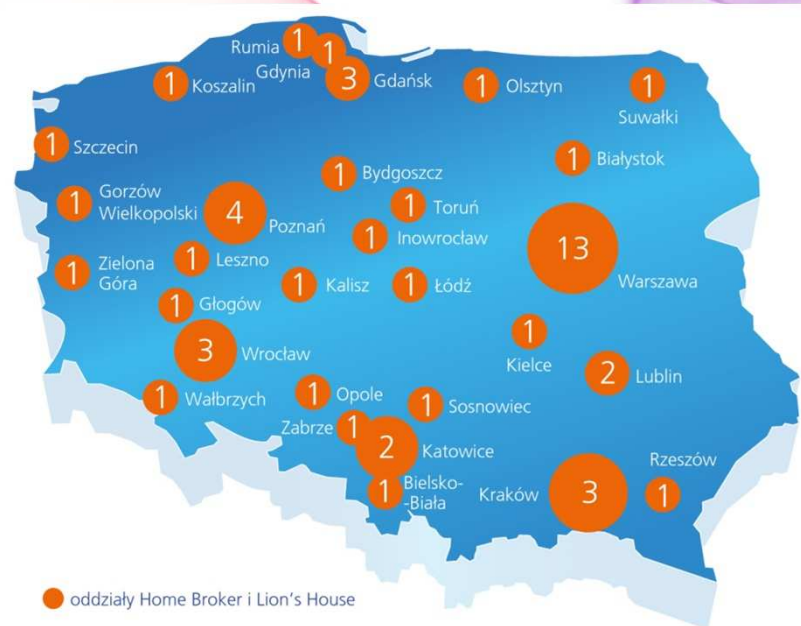 1
Rumia
1
Gdynia
3
Gdańsk
1
Koszalin
1
Olsztyn
1
Suwałki
1
Szczecin
1
Białystok
1
Bydgoszcz
1
Gorzów
Wielkopolski
4
Poznań
1
Toruń
1
Inowrocław
13
Warszawa
1
Zielona
Góra
1
Leszno
1
Kalisz
1
Łódź
1
Głogów
3
Wrocław
1
Kielce
2
Lublin
1
Wałbrzych
1
Opole
1
Sosnowiec
Zabrze
1
2
Katowice
1
Bielsko-
-Biała
Kraków
3
Rzeszów
1
oddziały Home Broker i Lion's House